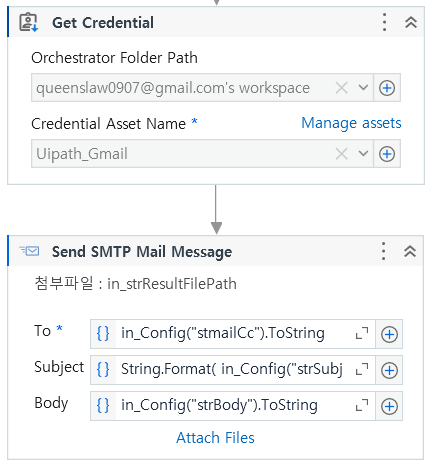 Get Credential
Orchestrator Folder Path
queenslaw0907@gmail.com's workspace
Credential Asset Name *
Manage assets
Uipath_Gmail
Send SMTP Mail Message
첨부파일 : in_strResultFilePath
To *
{ } in_Config("stmailCc").ToString
Subject
{ } String.Format( in_Config("strSubj
Body
{ } in_Config("strBody").ToString
Attach Files